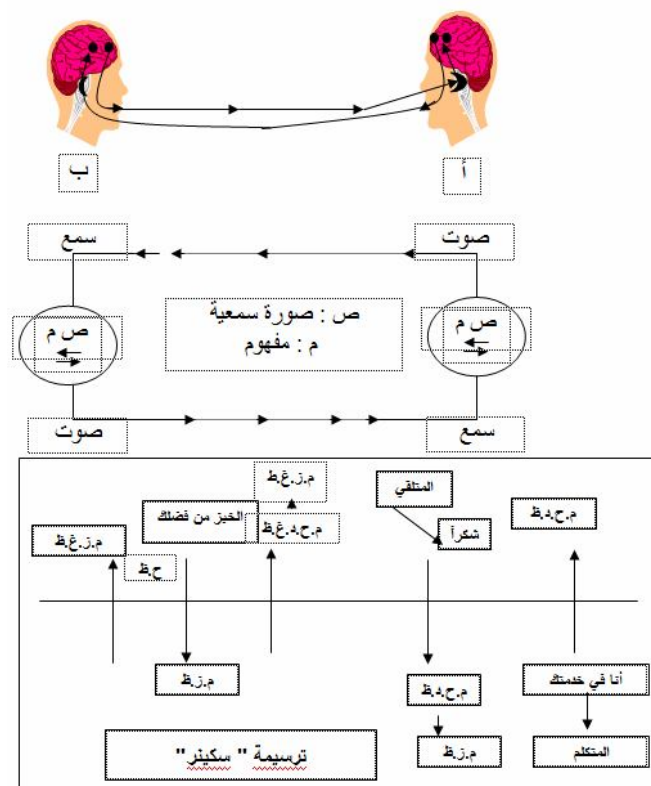 أ
ب
صوت
سمع
ص م
ص : صورة سمعية
م : مفهوم
ص م
سمع
صوت
م.ز.غ.ط
المتلقي
الخبز من فضلك
م.ح.د.ظ
م.ح.د.غ.ظ
شكراً
م.ز.غ.ظ
ح.ظ
أنا في خدمتك
م.ز.ظ
م.ح.د.ظ
المتكلم
م.ز.ظ
ترسيمة " سكينر"